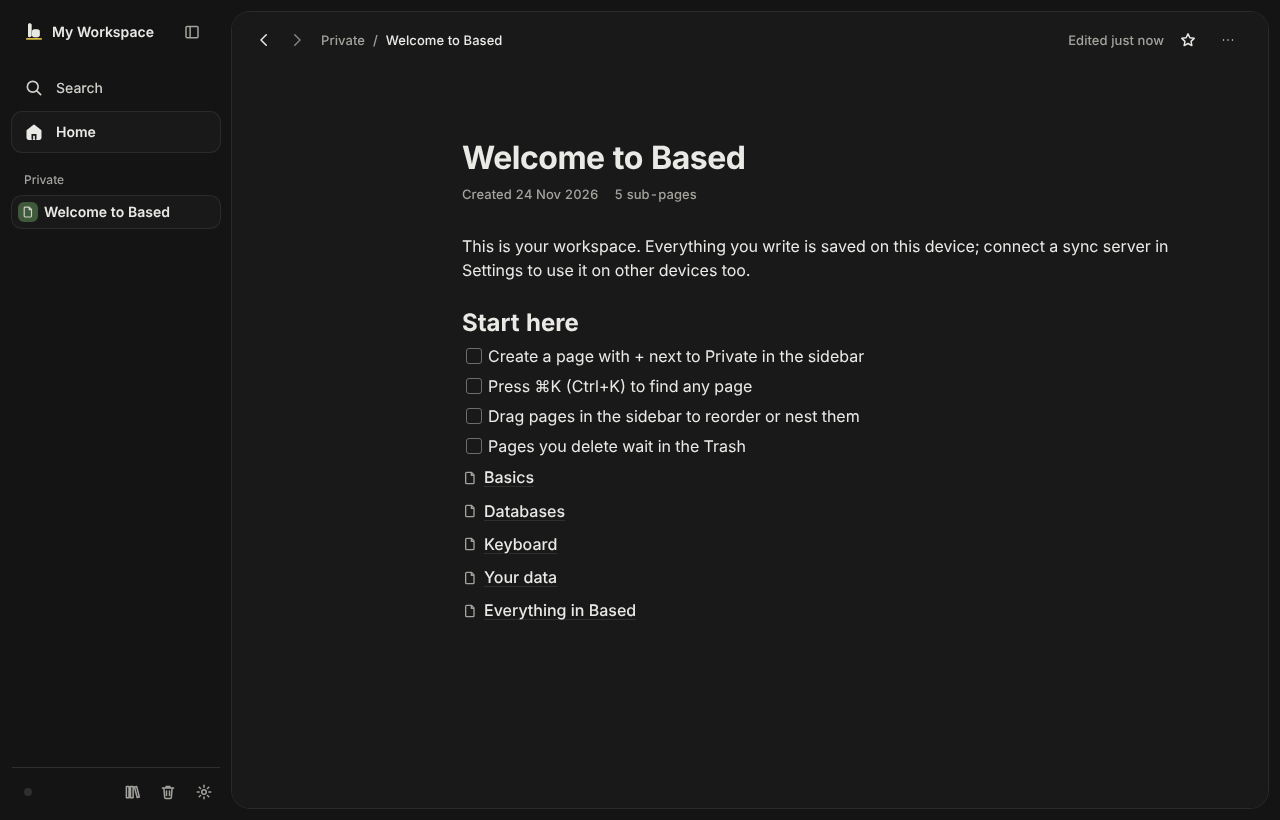 My Workspace
Search
Home
Private
Welcome to Based
Private / Welcome to Based
Edited just now
Welcome to Based
Created 24 Nov 2026 5 sub-pages
This is your workspace. Everything you write is saved on this device; connect a sync server in
Settings to use it on other devices too.
Start here
Create a page with + next to Private in the sidebar
Press ⌘K (Ctrl+K) to find any page
Drag pages in the sidebar to reorder or nest them
Pages you delete wait in the Trash
Basics
Databases
Keyboard
Your data
Everything in Based